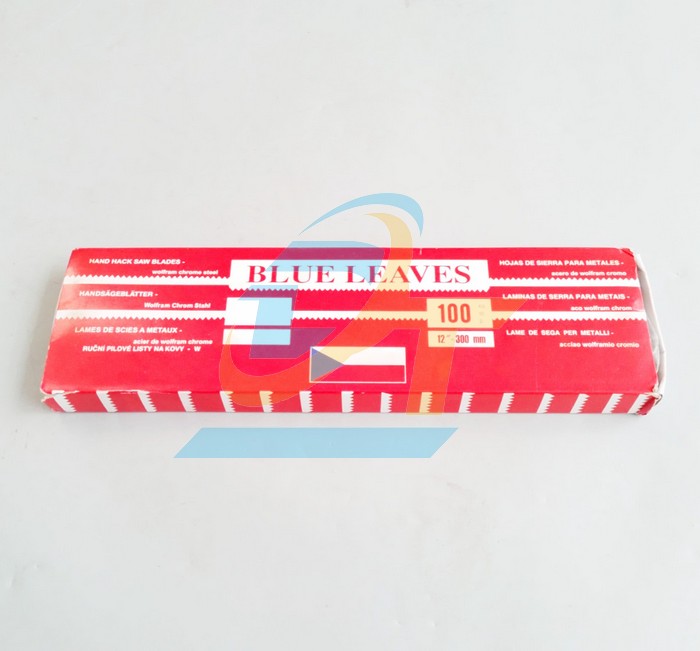 HAND HACK SAW BLADES -
wolfram chrome steel
HANDSÄGEBLÄTTER -
Wolfram Chrom Stahl
LAMES DE SCIES A METAUX -
acier de wolfram chrome
RUČNÍ PILOVÉ LISTY NA KOVY - W
BLUE LEAVES
100
12" - 300 mm
HOJAS DE SIERRA PARA METALES -
acero de wolfram cromo
LAMINAS DE SERRA PARA METAIS -
aco wolfram chrom
LAME DE SEGA PER METALLI -
acciao wolframio cromio